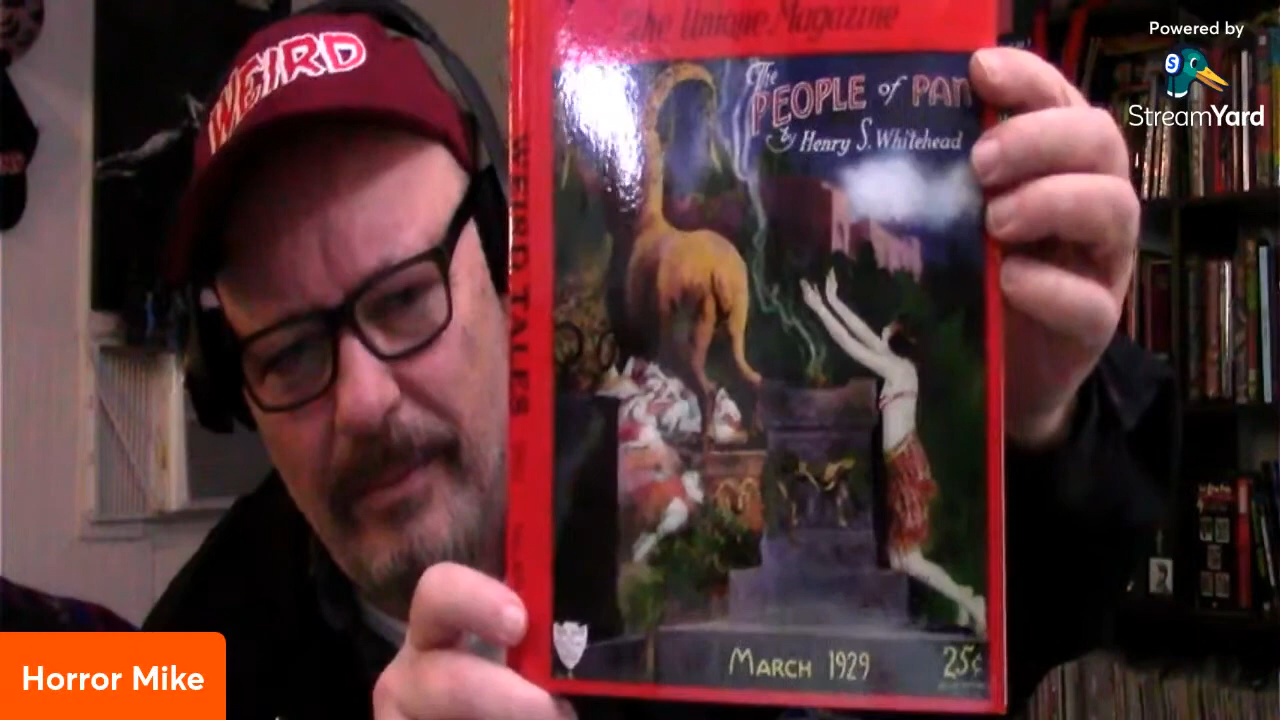 Powered by
StreamYard
WEIRD
The Unique Magazine
The
PEOPLE of PAN
by Henry S. Whitehead
WEIRD TALES
MARCH 1929
25¢
Horror Mike